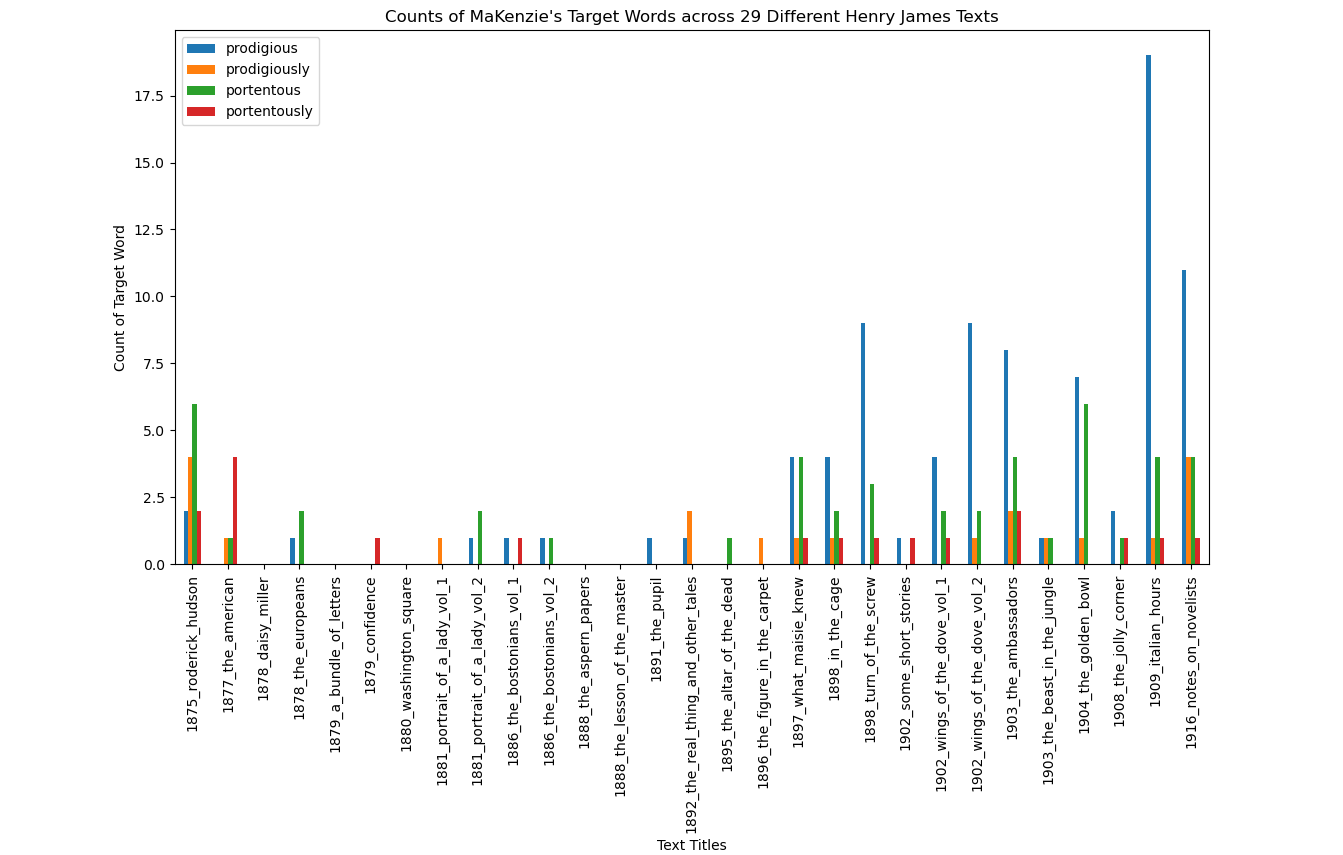 Counts of MaKenzie's Target Words across 29 Different Henry James Texts
prodigious
prodigiously
portentous
portentously
Count of Target Word
17.5
15.0
12.5
10.0
7.5
5.0
2.5
0.0
1875_roderick_hudson
1877_the_american
1878_daisy_miller
1878_the_europeans
1879_a_bundle_of_letters
1879_confidence
1880_washington_square
1881_portrait_of_a_lady_vol_1
1881_portrait_of_a_lady_vol_2
1886_the_bostonians_vol_1
1886_the_bostonians_vol_2
1888_the_aspern_papers
1888_the_lesson_of_the_master
1891_the_pupil
1892_the_real_thing_and_other_tales
1895_the_altar_of_the_dead
1896_the_figure_in_the_carpet
1897_what_maisie_knew
1898_in_the_cage
1898_turn_of_the_screw
1902_some_short_stories
1902_wings_of_the_dove_vol_1
1902_wings_of_the_dove_vol_2
1903_the_ambassadors
1903_the_beast_in_the_jungle
1904_the_golden_bowl
1908_the_jolly_corner
1909_italian_hours
1916_notes_on_novelists
Text Titles